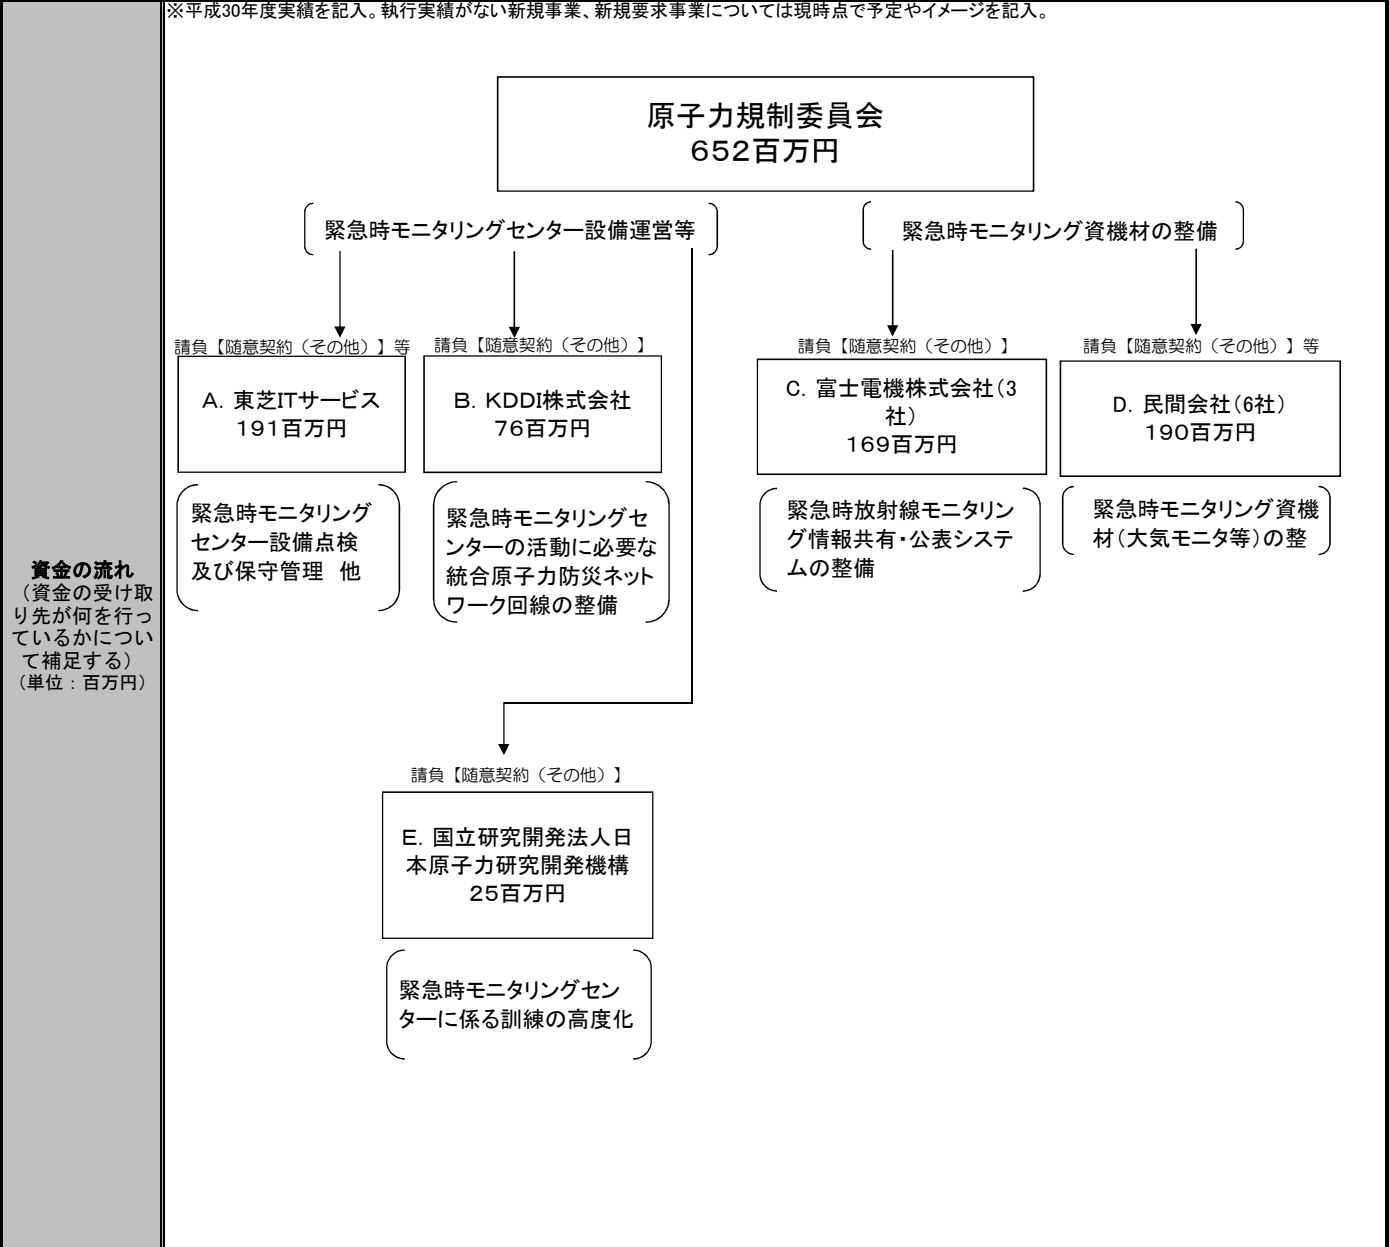 ※平成30年度実績を記入。執行実績がない新規事業、新規要求事業については現時点で予定やイメージを記入。
資金の流れ
（資金の受け取
り先が何を行っ
ているかについ
て補足する）
（単位：百万円）
原子力規制委員会
６５２百万円
緊急時モニタリングセンター設備運営等
緊急時モニタリング資機材の整備
請負【随意契約（その他）】等
A．東芝ITサービス
１９１百万円
緊急時モニタリング
センター設備点検
及び保守管理　他
請負【随意契約（その他）】
B．KDDI株式会社
７６百万円
緊急時モニタリングセ
ンターの活動に必要な
統合原子力防災ネット
ワーク回線の整備
請負【随意契約（その他）】
C．富士電機株式会社（3
社）
１６９百万円
緊急時放射線モニタリン
グ情報共有・公表システ
ムの整備
請負【随意契約（その他）】等
D．民間会社（6社）
１９０百万円
緊急時モニタリング資機
材（大気モニタ等）の整
請負【随意契約（その他）】
E．国立研究開発法人日
本原子力研究開発機構
２５百万円
緊急時モニタリングセン
ターに係る訓練の高度化